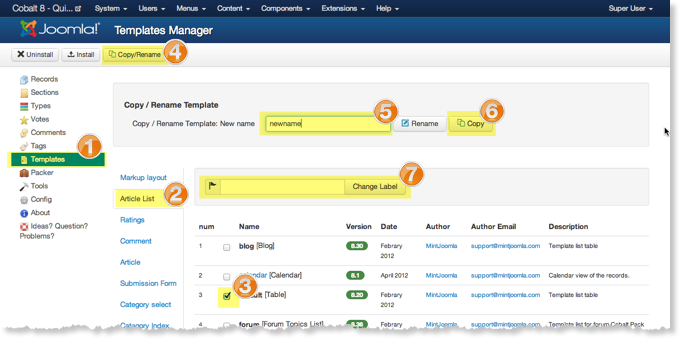 Cobalt 8 - Qui... System Users Menus Content Components Extensions Help Super User
Joomla! Templates Manager
Uninstall Install Copy/Rename 4
Records
Sections
Types
Votes
Comments
Tags
1
Templates
Packer
Tools
Config
About
Ideas? Question? Problems?
Copy / Rename Template
Copy / Rename Template: New name newname 5 Rename Copy 6
Markup layout
Article List 2
Ratings
Comment
Article
Submission Form
Category select
Category Index
Change Label 7
num Name Version Date Author Author Email Description
1 blog [Blog] 8.30 Febrary 2012 MintJoomla support@mintjoomla.com Template list table
2 calendar [Calendar] 8.1 April 2012 MintJoomla support@mintjoomla.com Calendar view of the records.
3 3 [Table] 8.20 Febrary 2012 MintJoomla support@mintjoomla.com Template list table
4 forum [Forum Topics List] Febrary MintJoomla support@mintjoomla.com Template list for forum Cobalt Pack